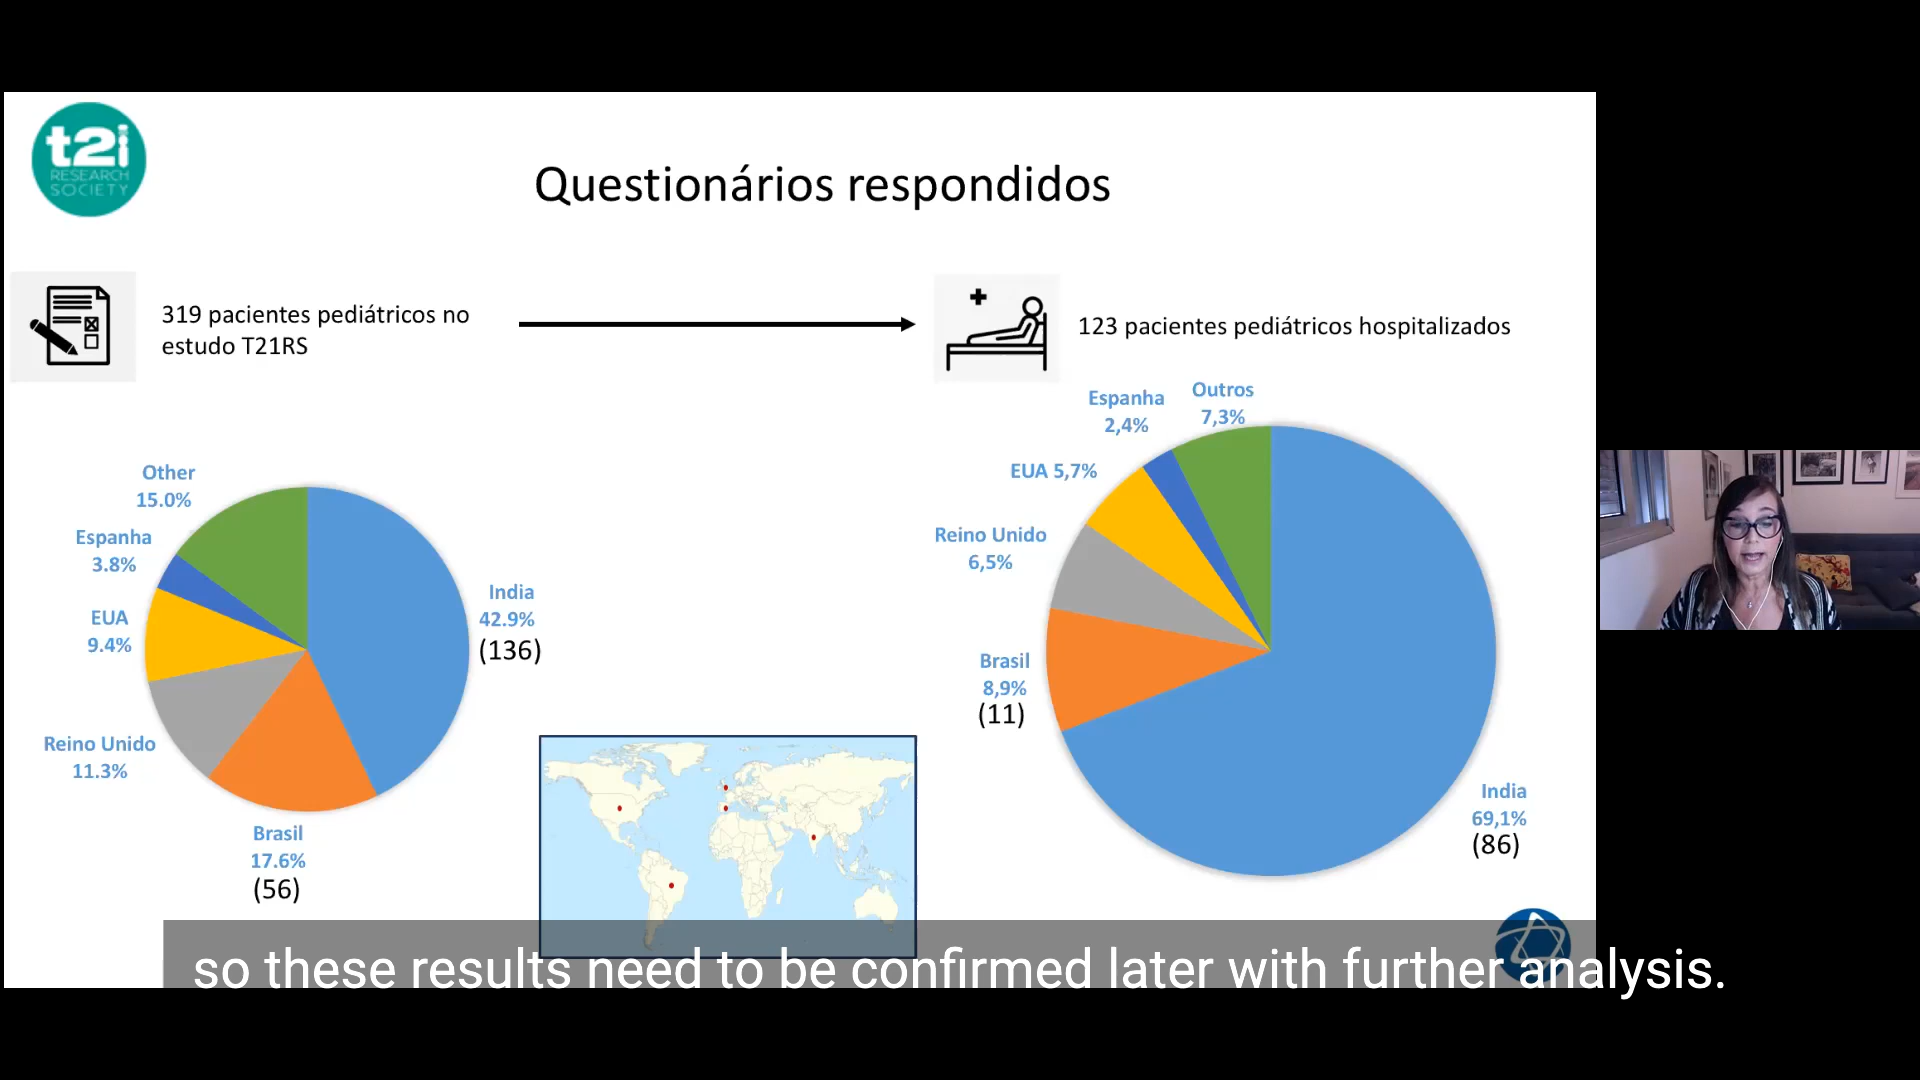 t2i
RESEARCH
SOCIETY
Questionários respondidos
319 pacientes pediátricos no
estudo T21RS
123 pacientes pediátricos hospitalizados
Other
15.0%
Espanha
3.8%
EUA
9.4%
Reino Unido
11.3%
Brasil
17.6%
(56)
India
42.9%
(136)
Espanha
2,4%
Outros
7,3%
EUA 5,7%
Reino Unido
6,5%
Brasil
8,9%
(11)
India
69,1%
(86)
so these results need to be confirmed later with further analysis.